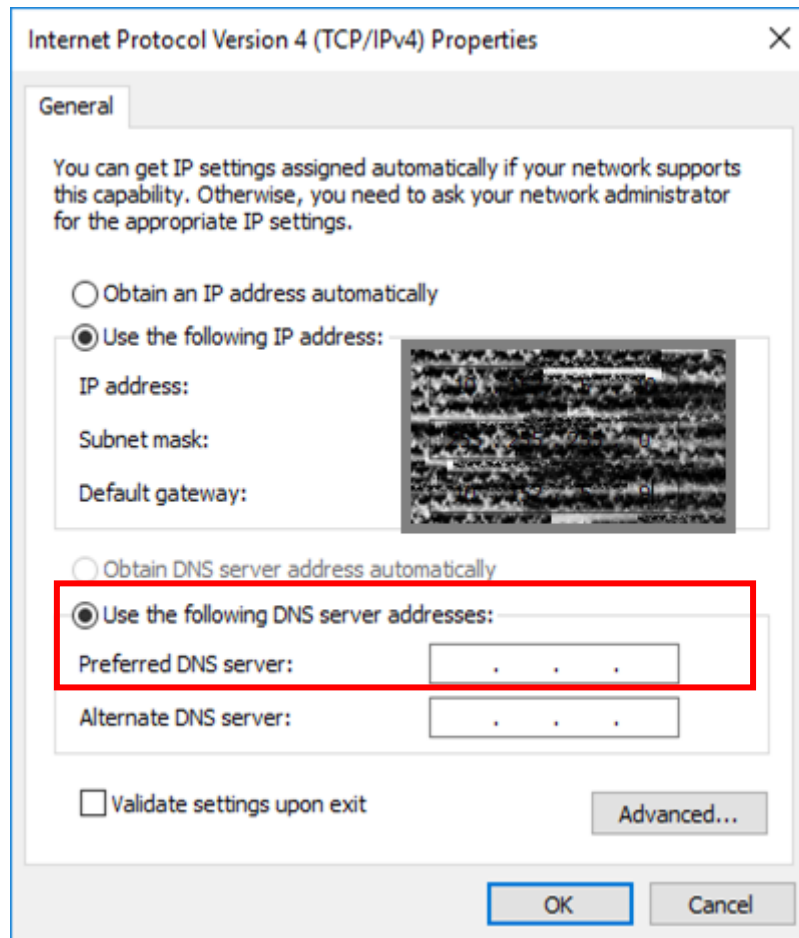 Internet Protocol Version 4 (TCP/IPv4) Properties
General
You can get IP settings assigned automatically if your network supports
this capability. Otherwise, you need to ask your network administrator
for the appropriate IP settings.
Obtain an IP address automatically
Use the following IP address:
IP address:
Subnet mask:
Default gateway:
Obtain DNS server address automatically
Use the following DNS server addresses:
Preferred DNS server: . . .
Alternate DNS server: . . .
Validate settings upon exit
Advanced...
OK Cancel